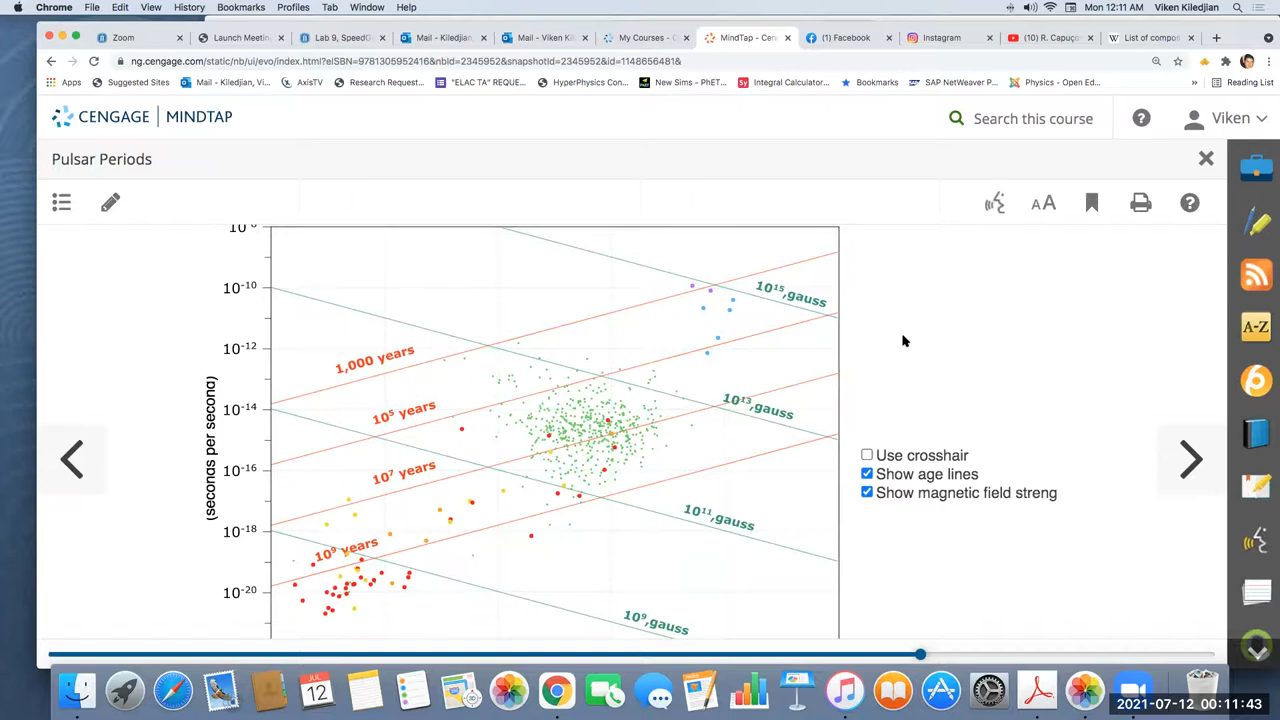 Chrome File Edit View History Bookmarks Profiles Tab Window Help Mon 12:11 AM Viken Kiledjian
Zoom Launch Meetin Lab 9, SpeedG Mail - Kiledjian, Mail - Viken K My Courses - C MindTap - Cen (1) Facebook Instagram (10) R. Capuço List of compos
ng.cengage.com/static/nb/ui/evo/index.html?eISBN=9781305952416&nbId=2345952&snapshotId=2345952&id=1148656481&
Apps Suggested Sites Mail - Kiledjian, Vi... AxisTV Research Request... "ELAC TA" REQUE... HyperPhysics Con... New Sims - PhET... Integral Calculator... Bookmarks SAP NetWeaver P... Physics - Open Ed... » Reading List
CENGAGE | MINDTAP
Search this course
Viken
Pulsar Periods
AA
10-10
10-12
10-14
10-16
10-18
10-20
(seconds per second)
1,000 years
10⁵ years
10⁷ years
10⁹ years
10¹⁵,gauss
10¹³,gauss
10¹¹,gauss
10⁹,gauss
Use crosshair
Show age lines
Show magnetic field streng
A-Z
JUL
12
2021-07-12 00:11:43